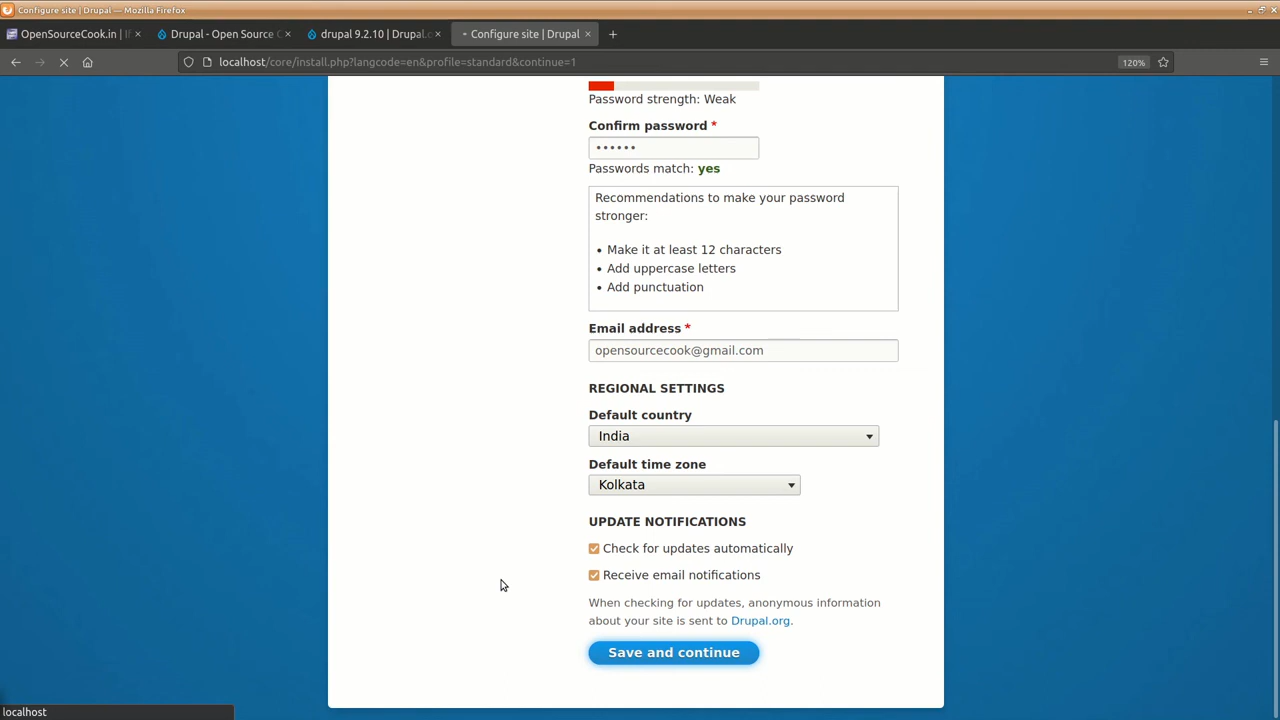 Configure site | Drupal — Mozilla Firefox
OpenSourceCook.in | I
Drupal - Open Source C
drupal 9.2.10 | Drupal.o
Configure site | Drupal
localhost/core/install.php?langcode=en&profile=standard&continue=1
120%
Password strength: Weak
Confirm password *
••••••
Passwords match: yes
Recommendations to make your password
stronger:
• Make it at least 12 characters
• Add uppercase letters
• Add punctuation
Email address *
opensourcecook@gmail.com
REGIONAL SETTINGS
Default country
India
Default time zone
Kolkata
UPDATE NOTIFICATIONS
Check for updates automatically
Receive email notifications
When checking for updates, anonymous information
about your site is sent to Drupal.org.
Save and continue
localhost